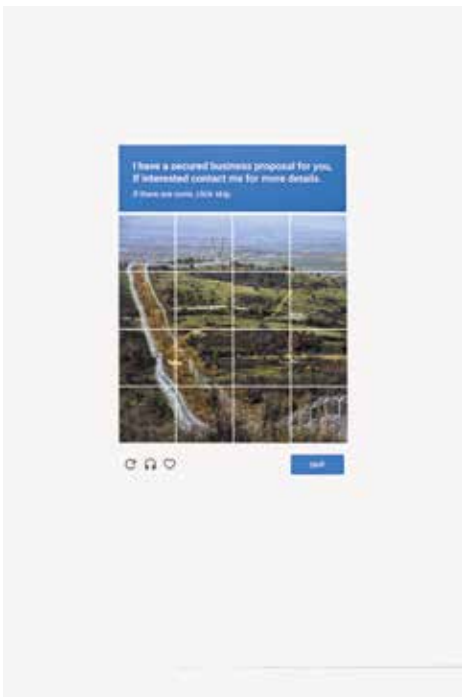 I have a secured business proposal for you,
If interested contact me for more details.
If there are none, click skip
SKIP